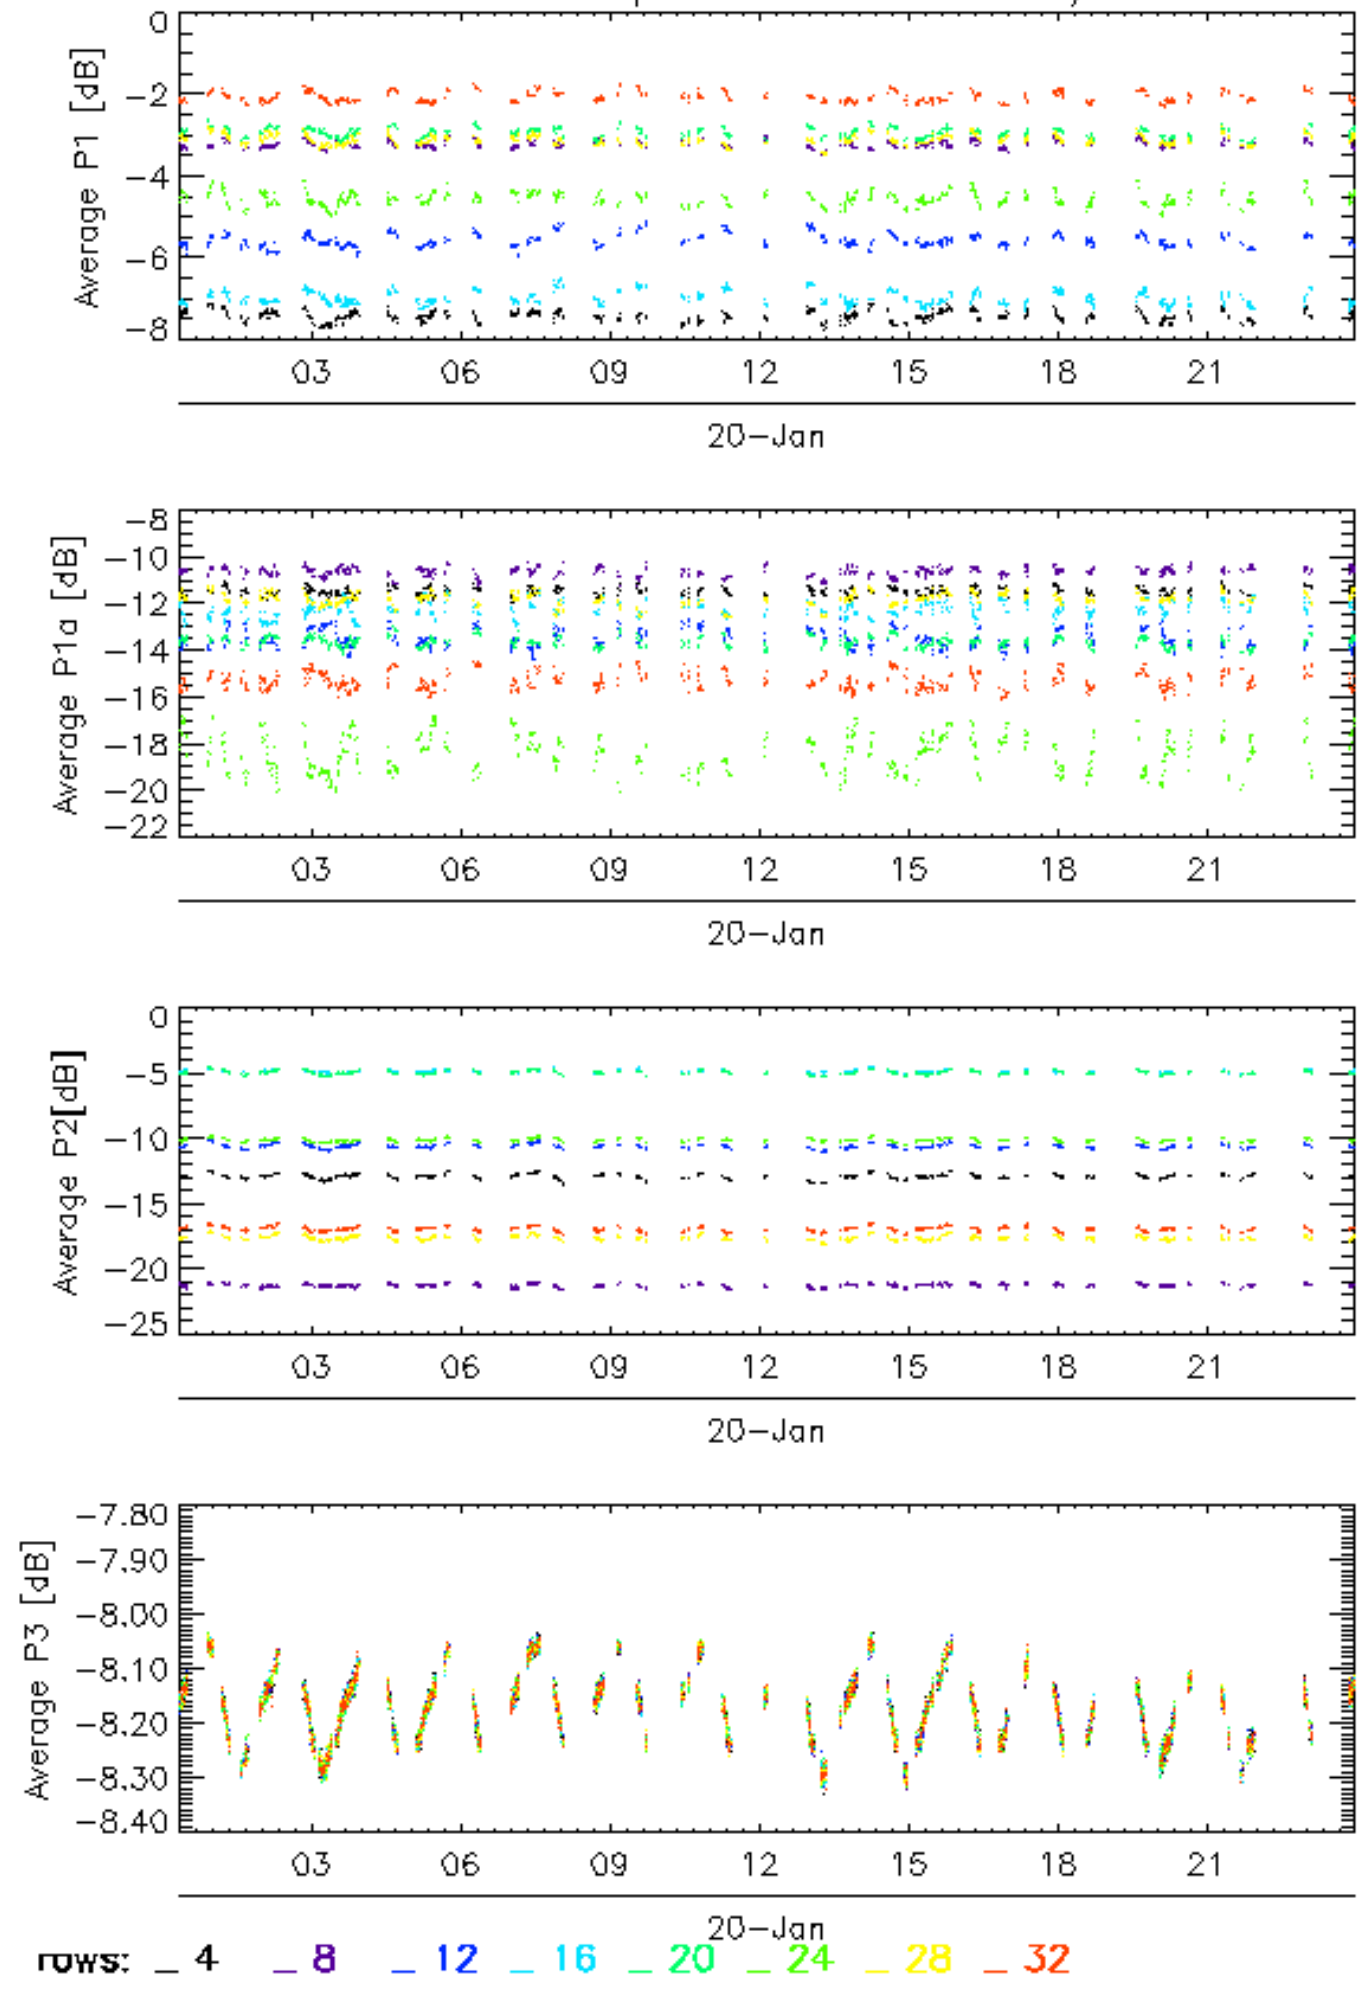 Average P1 [dB]
0
-2
-4
-6
-8
03 06 09 12 15 18 21
20-Jan
Average P1a [dB]
-8
-10
-12
-14
-16
-18
-20
-22
03 06 09 12 15 18 21
20-Jan
Average P2[dB]
0
-5
-10
-15
-20
-25
03 06 09 12 15 18 21
20-Jan
Average P3 [dB]
-7.80
-7.90
-8.00
-8.10
-8.20
-8.30
-8.40
03 06 09 12 15 18 21
20-Jan
rows: _ 4 _ 8 _ 12 _ 16 _ 20 _ 24 _ 28 _ 32